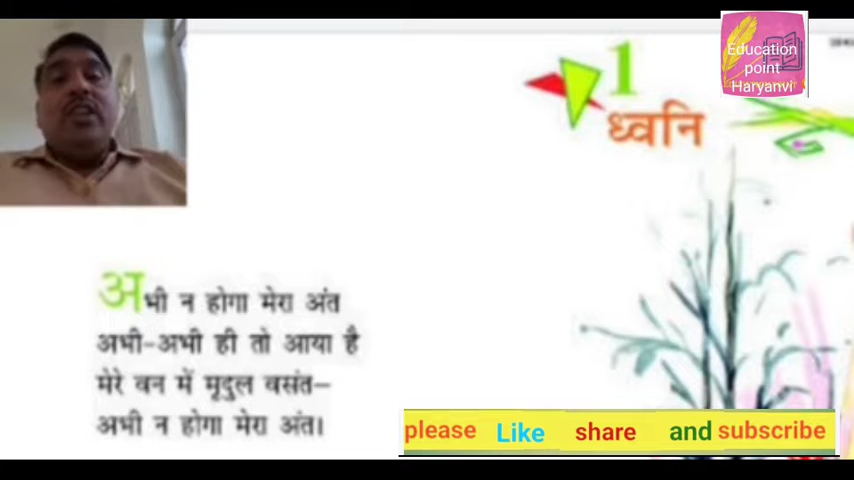 Education
point
Haryanvi
1
ध्वनि
अभी न होगा मेरा अंत
अभी-अभी ही तो आया है
मेरे वन में मृदुल वसंत–
अभी न होगा मेरा अंत।
please Like share and subscribe